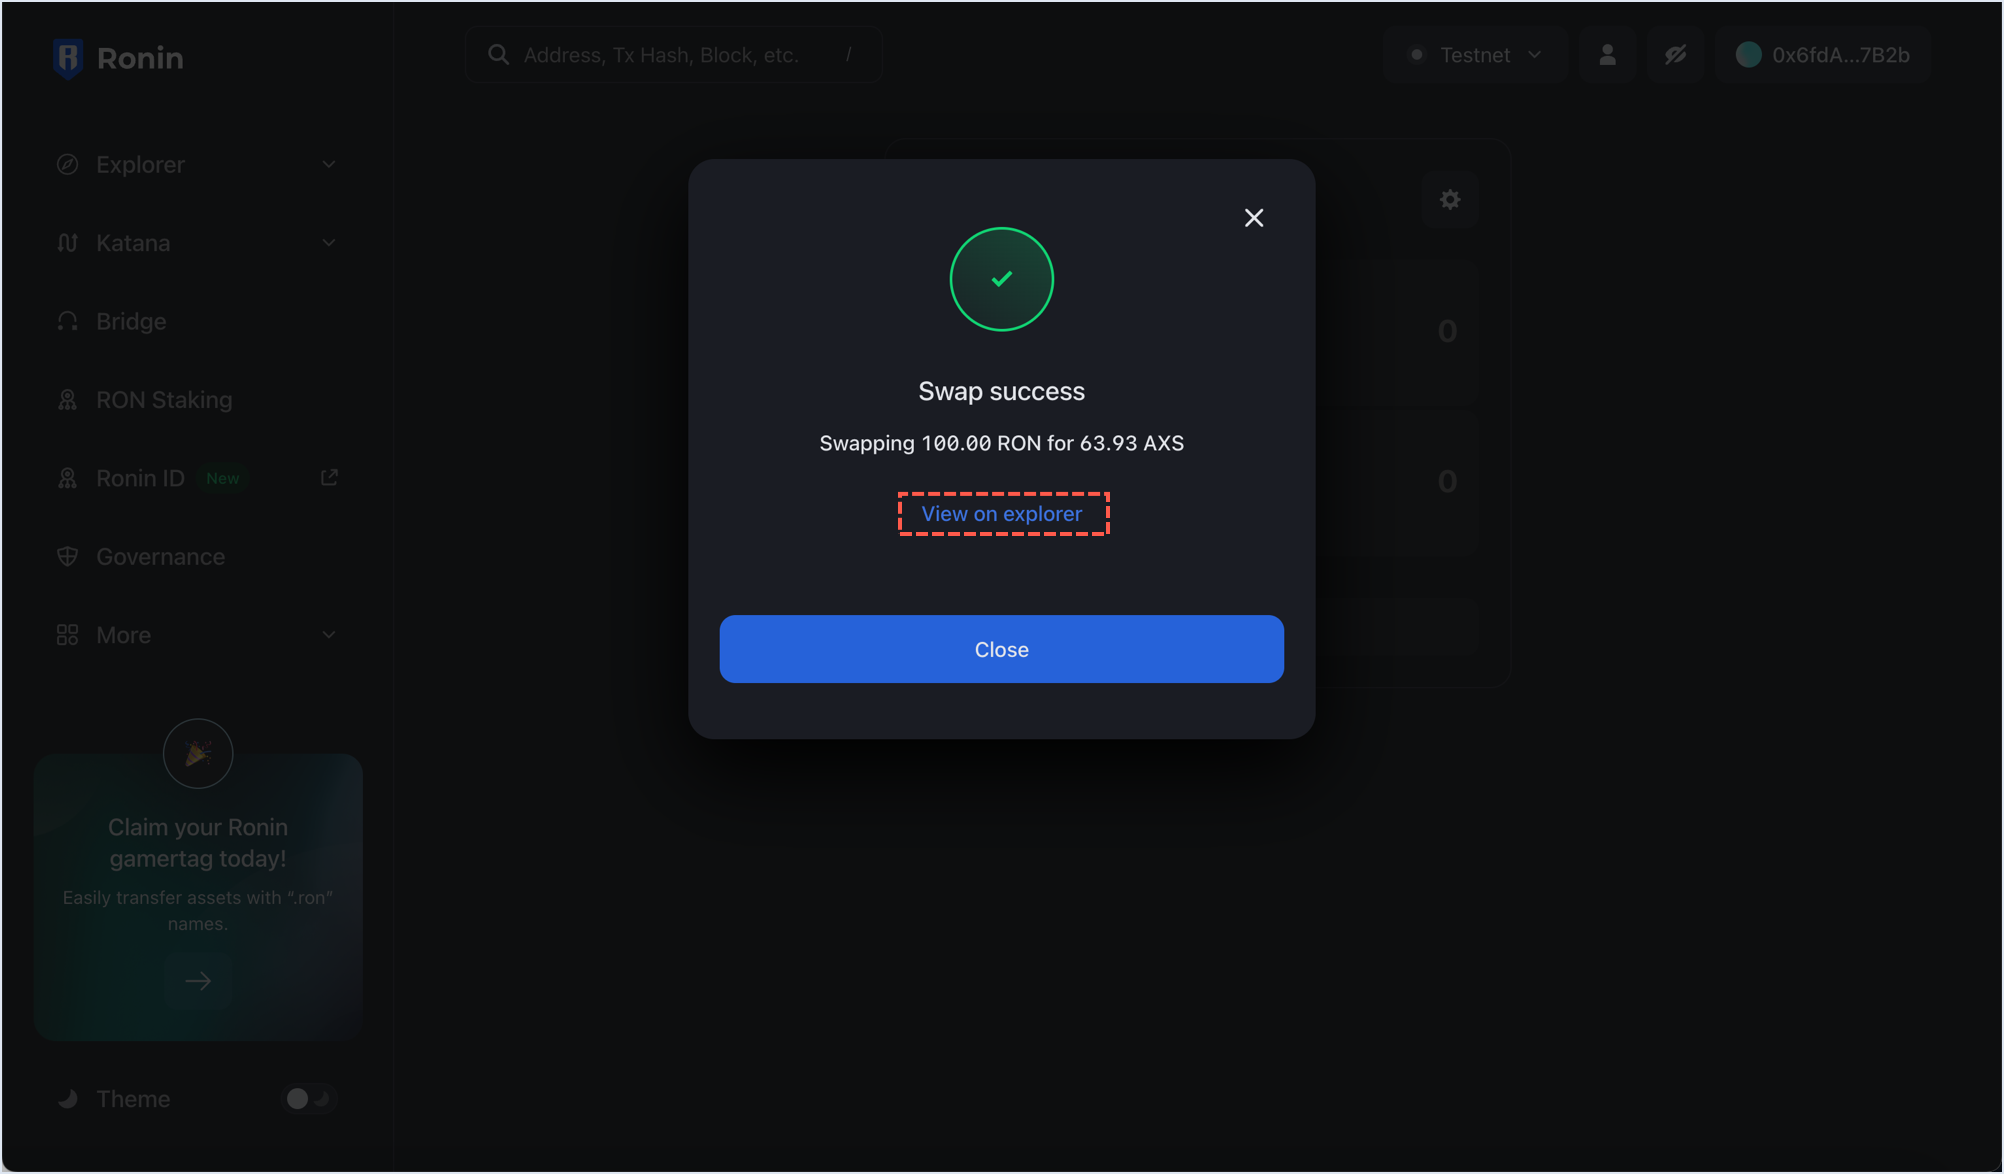 Ronin
Address, Tx Hash, Block, etc. /
Testnet
0x6fdA...7B2b
Explorer
Katana
Bridge
RON Staking
Ronin ID New
Governance
More
Claim your Ronin
gamertag today!
Easily transfer assets with “.ron”
names.
Theme
0
0
Swap success
Swapping 100.00 RON for 63.93 AXS
View on explorer
Close